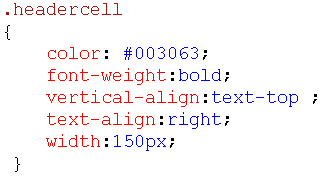 .headercell
{
    color: #003063;
    font-weight:bold;
    vertical-align:text-top ;
    text-align:right;
    width:150px;
 }